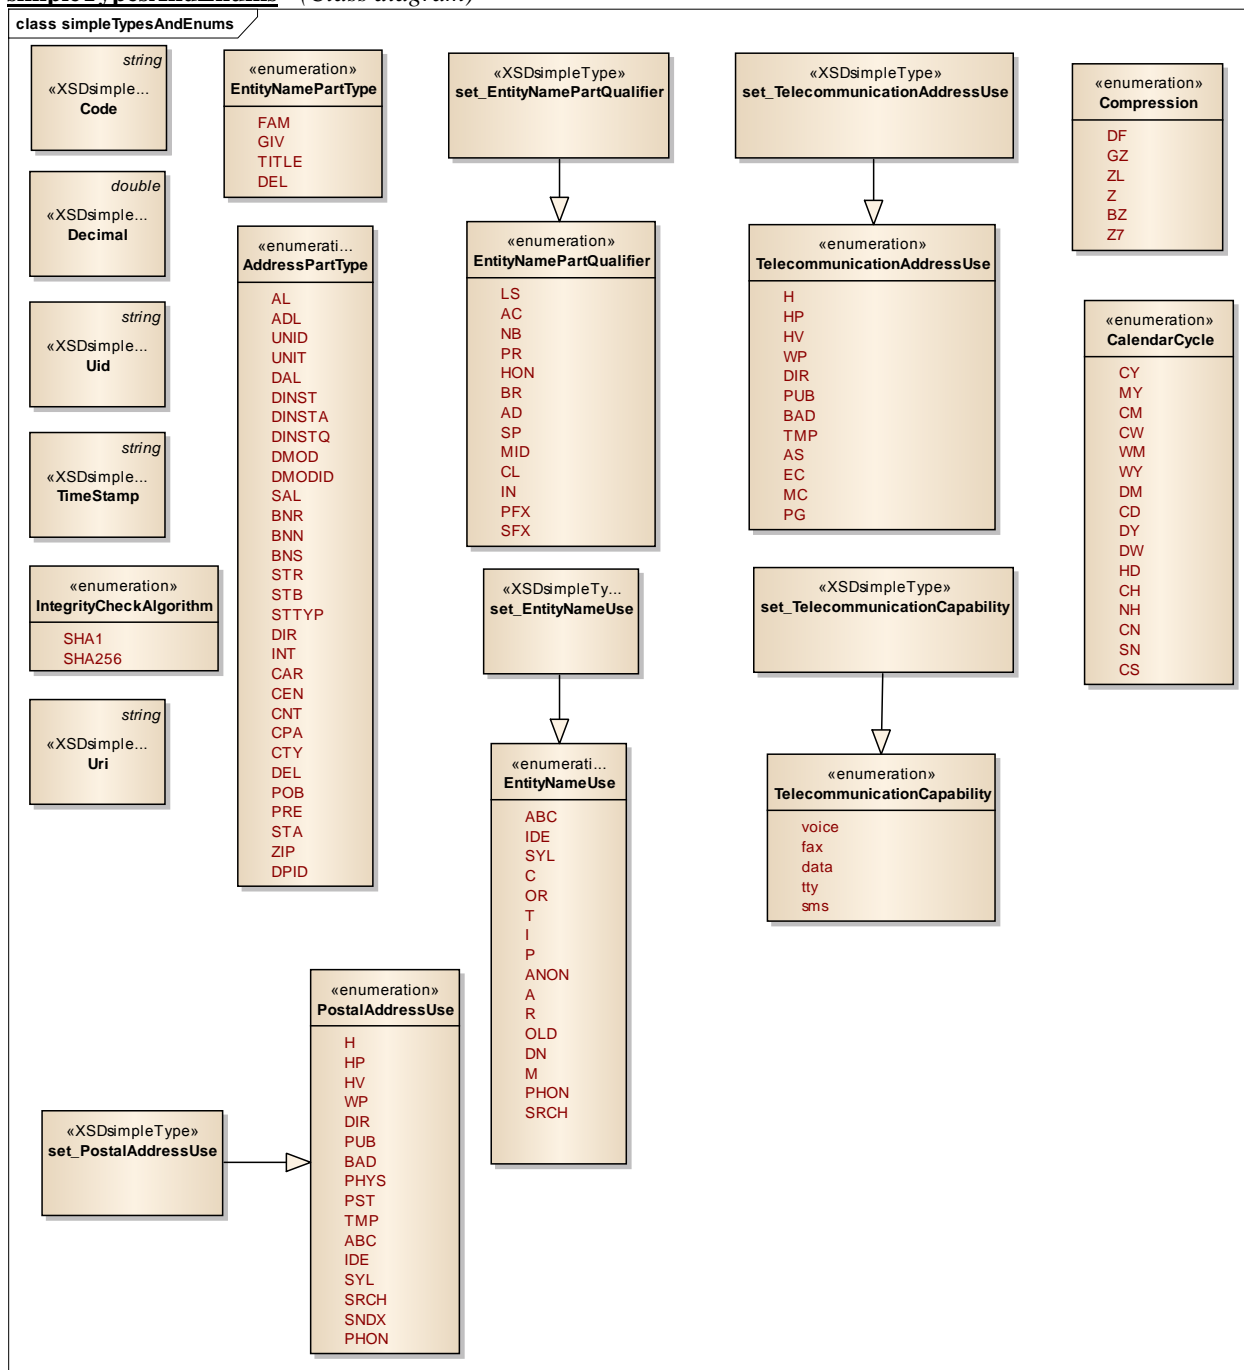 (Class diagram)
class simpleTypesAndEnums
string
«XSDsimple...
Code
double
«XSDsimple...
Decimal
string
«XSDsimple...
Uid
string
«XSDsimple...
TimeStamp
«enumeration»
IntegrityCheckAlgorithm
SHA1
SHA256
string
«XSDsimple...
Uri
«enumeration»
EntityNamePartType
FAM
GIV
TITLE
DEL
«enumerati...
AddressPartType
AL
ADL
UNID
UNIT
DAL
DINST
DINSTA
DINSTQ
DMOD
DMODID
SAL
BNR
BNN
BNS
STR
STB
STTYP
DIR
INT
CAR
CEN
CNT
CPA
CTY
DEL
POB
PRE
STA
ZIP
DPID
«XSDsimpleType»
set_EntityNamePartQualifier
«enumeration»
EntityNamePartQualifier
LS
AC
NB
PR
HON
BR
AD
SP
MID
CL
IN
PFX
SFX
«XSDsimpleTy...
set_EntityNameUse
«enumerati...
EntityNameUse
ABC
IDE
SYL
C
OR
T
I
P
ANON
A
R
OLD
DN
M
PHON
SRCH
«XSDsimpleType»
set_TelecommunicationAddressUse
«enumeration»
TelecommunicationAddressUse
H
HP
HV
WP
DIR
PUB
BAD
TMP
AS
EC
MC
PG
«XSDsimpleType»
set_TelecommunicationCapability
«enumeration»
TelecommunicationCapability
voice
fax
data
tty
sms
«enumeration»
Compression
DF
GZ
ZL
Z
BZ
Z7
«enumeration»
CalendarCycle
CY
MY
CM
CW
WM
WY
DM
CD
DY
DW
HD
CH
NH
CN
SN
CS
«XSDsimpleType»
set_PostalAddressUse
«enumeration»
PostalAddressUse
H
HP
HV
WP
DIR
PUB
BAD
PHYS
PST
TMP
ABC
IDE
SYL
SRCH
SNDX
PHON